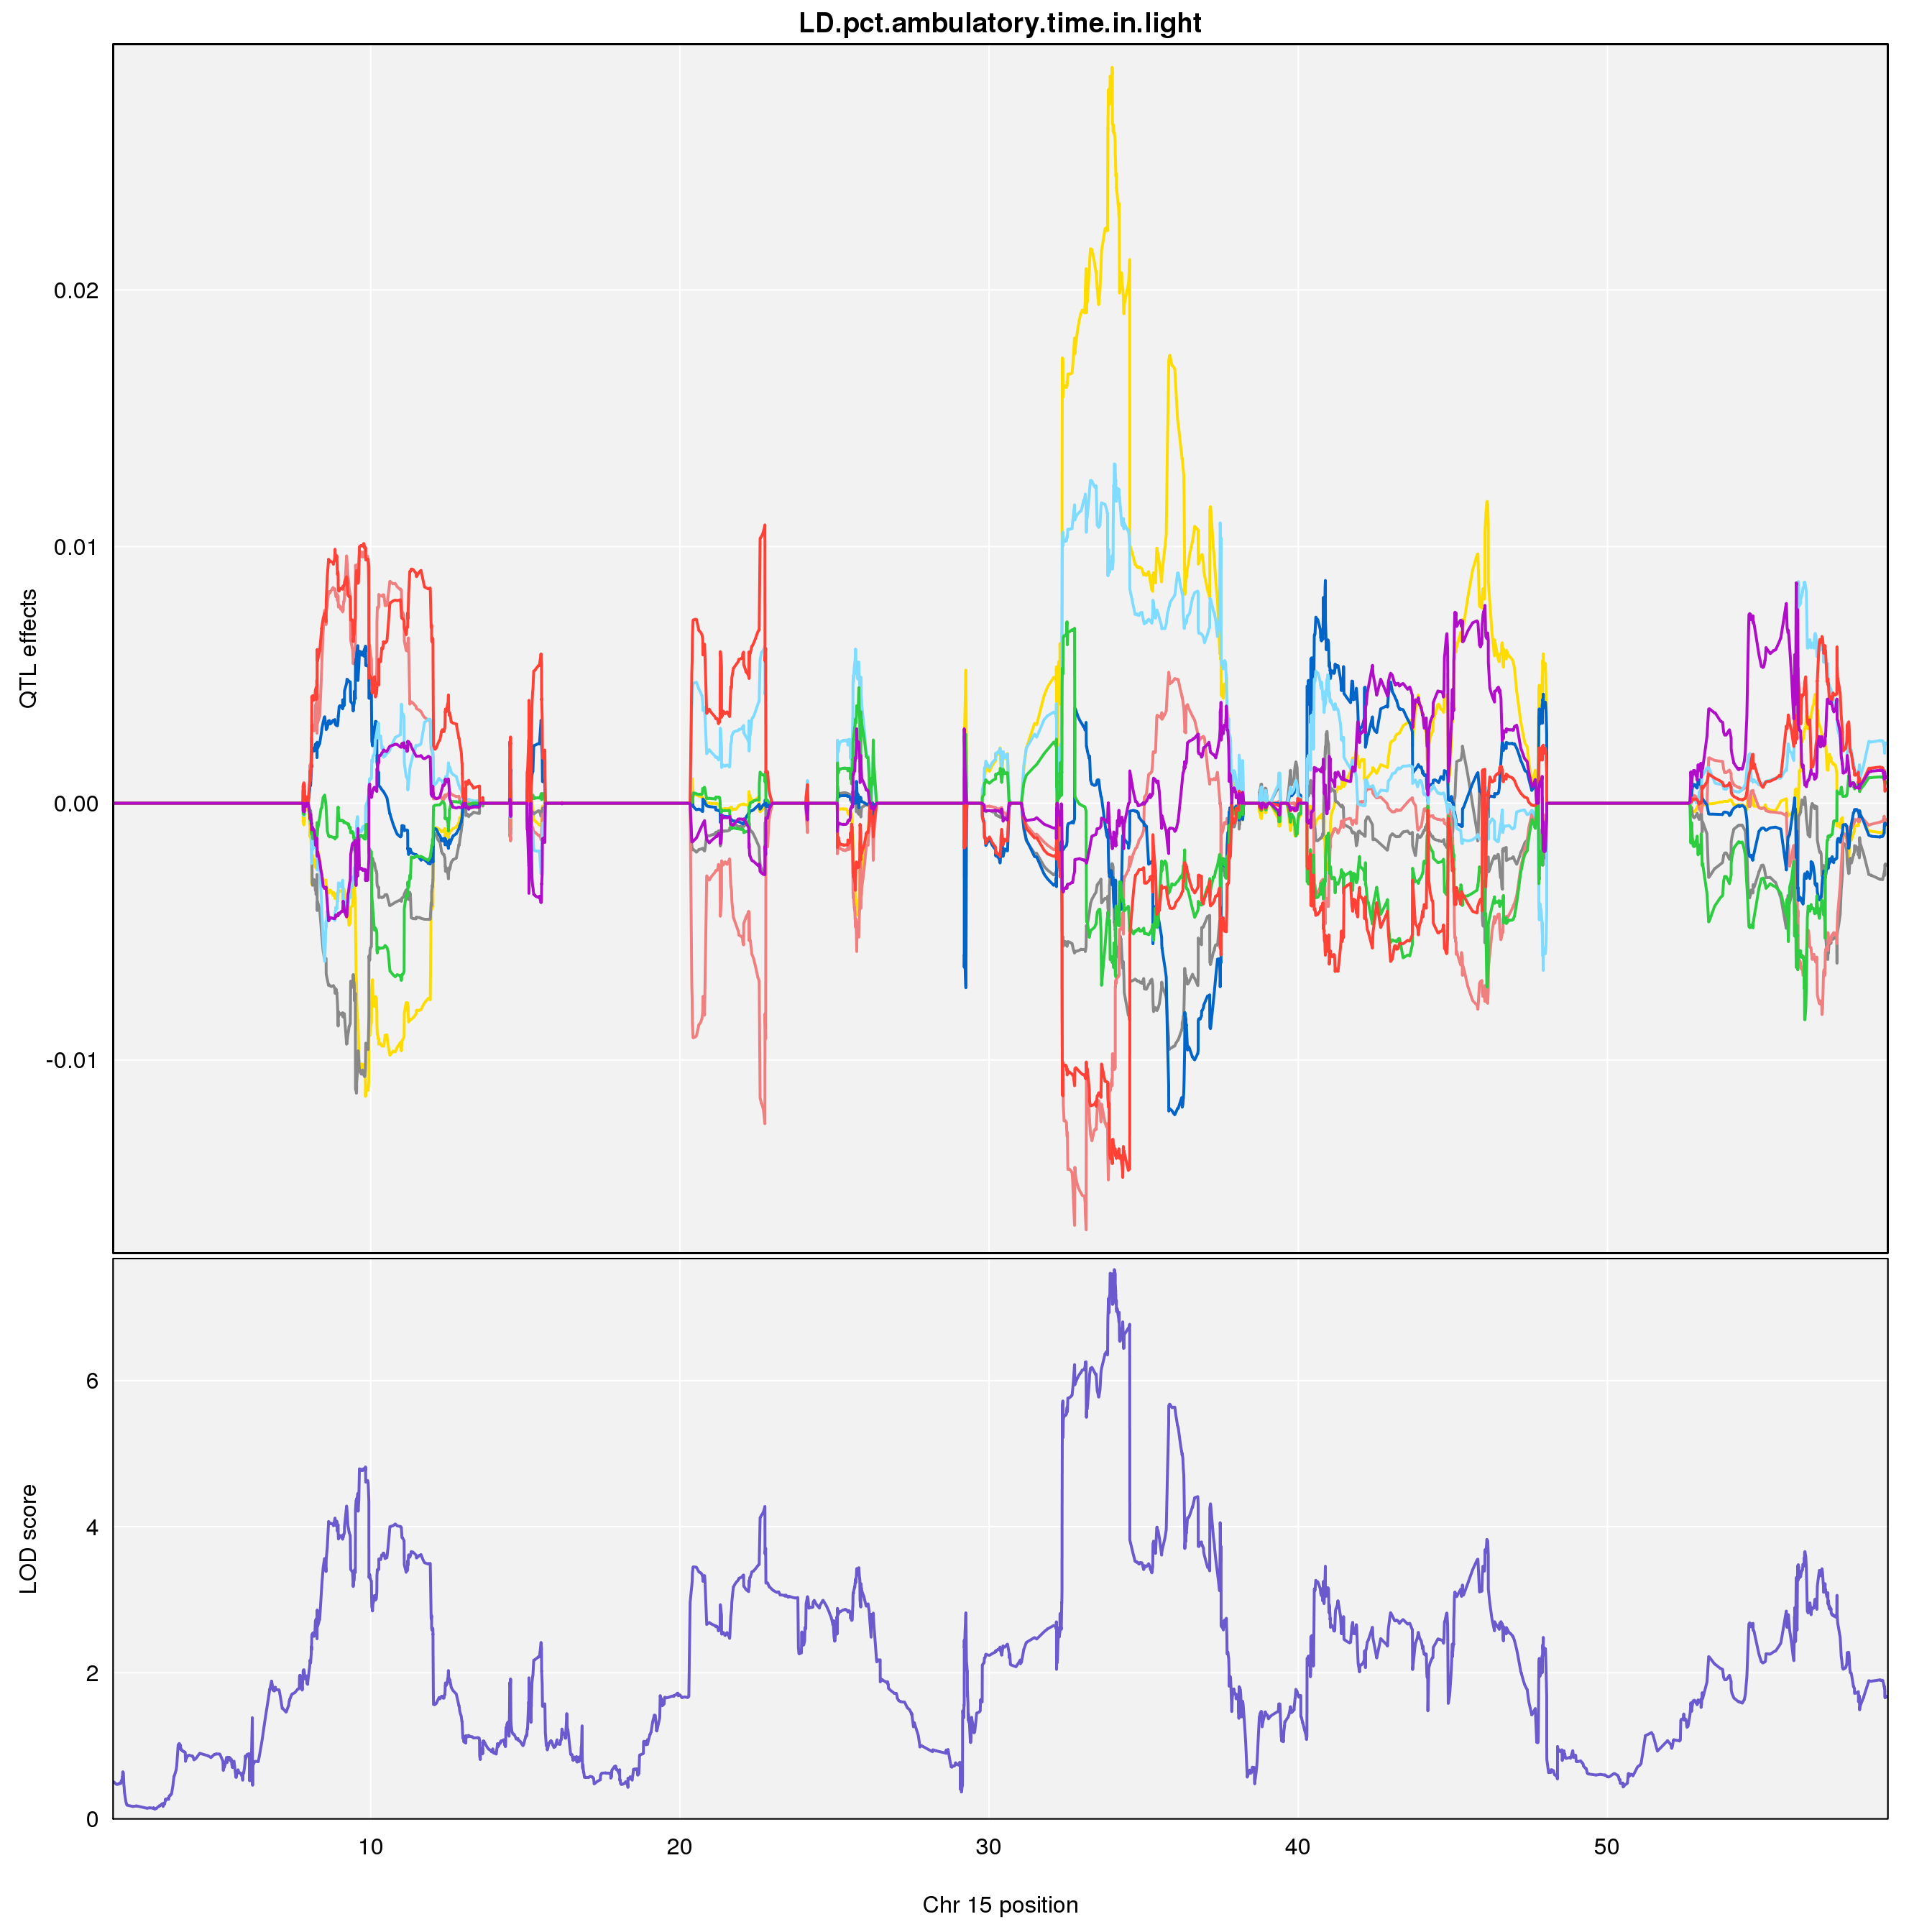 LD.pct.ambulatory.time.in.light
QTL effects
0.02
0.01
0.00
-0.01
LOD score
6
4
2
0
10 20 30 40 50
Chr 15 position